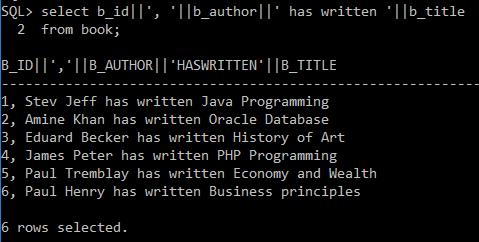 SQL> select b_id||', '||b_author||' has written '||b_title
2 from book;
B_ID||','||B_AUTHOR||'HASWRITTEN'||B_TITLE
--------------------------------------------------------------------------------
1, Stev Jeff has written Java Programming
2, Amine Khan has written Oracle Database
3, Eduard Becker has written History of Art
4, James Peter has written PHP Programming
5, Paul Tremblay has written Economy and Wealth
6, Paul Henry has written Business principles
6 rows selected.